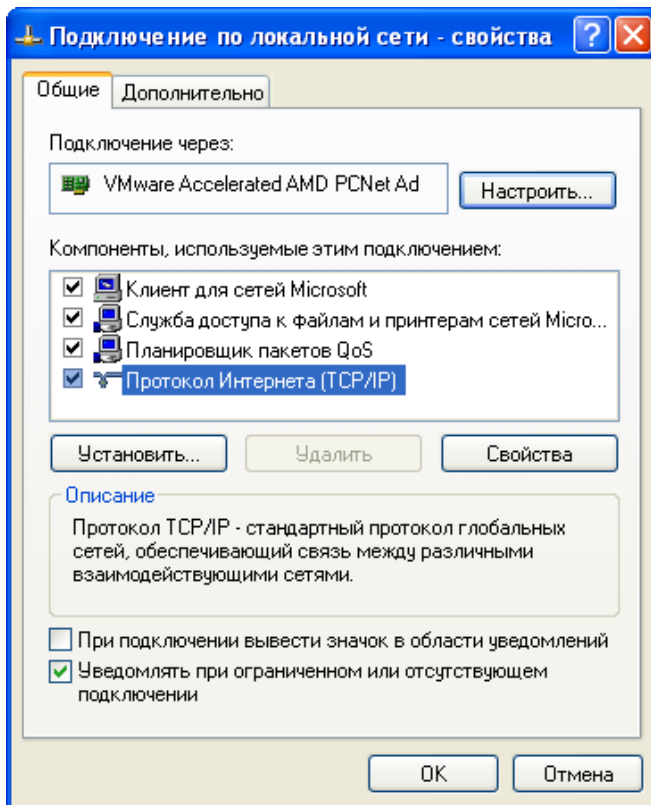 Подключение по локальной сети - свойства
Общие
Дополнительно
Подключение через:
VMware Accelerated AMD PCNet Ad
Настроить...
Компоненты, используемые этим подключением:
Клиент для сетей Microsoft
Служба доступа к файлам и принтерам сетей Micro...
Планировщик пакетов QoS
Протокол Интернета (TCP/IP)
Установить...
Удалить
Свойства
Описание
Протокол TCP/IP - стандартный протокол глобальных
сетей, обеспечивающий связь между различными
взаимодействующими сетями.
При подключении вывести значок в области уведомлений
Уведомлять при ограниченном или отсутствующем
подключении
OK
Отмена